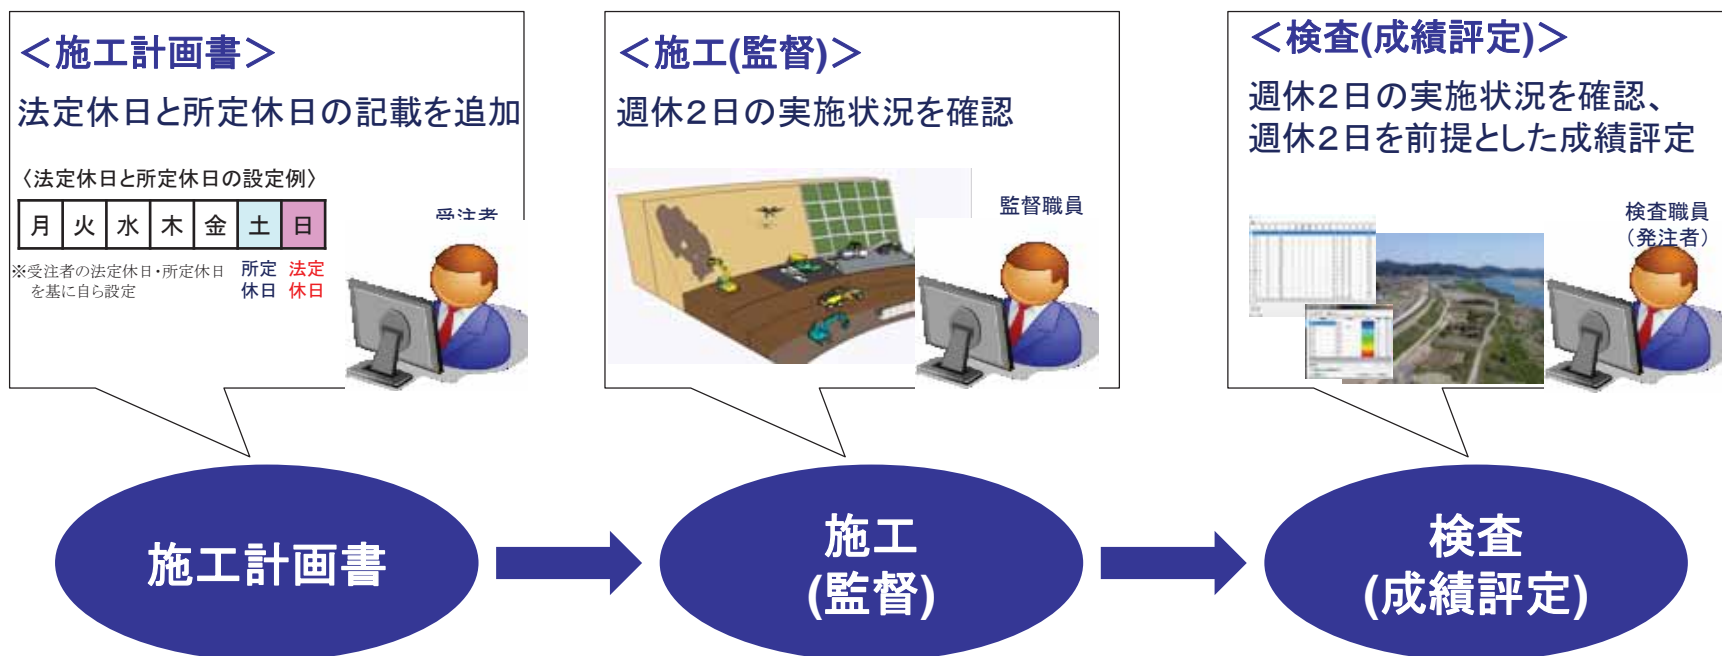 ＜施工計画書＞
法定休日と所定休日の記載を追加
〈法定休日と所定休日の設定例〉
月 火 水 木 金 土 日
※受注者の法定休日・所定休日
を基に自ら設定
所定
休日
法定
休日
受注者
＜施工(監督)＞
週休２日の実施状況を確認
監督職員
＜検査(成績評定)＞
週休２日の実施状況を確認、
週休２日を前提とした成績評定
検査職員
（発注者）
施工計画書
施工
(監督)
検査
(成績評定)